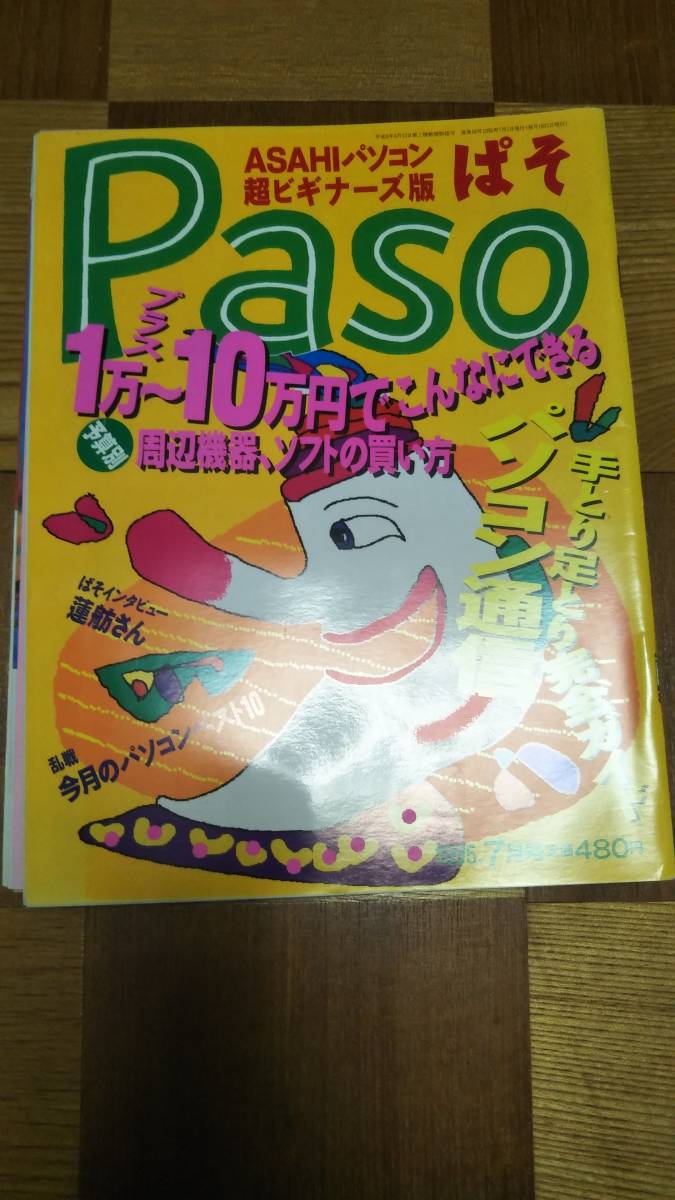 ASAHIパソコン
超ビギナーズ版
ぱそ
Paso
プラス
1万~10万円でこんなにできる
予算別
周辺機器、ソフトの買い方
手とり足とり
パソコン通信
ぱそインタビュー
蓮舫さん
乱戦
今月のパソコンベスト10
7月号 定価480円